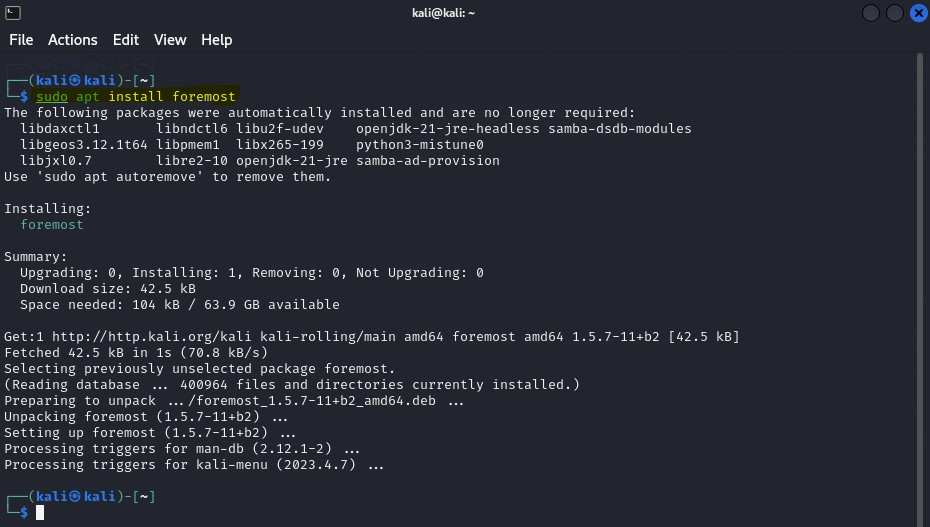 kali@kali: ~
File Actions Edit View Help
┌──(kali㉿kali)-[~]
└─$ sudo apt install foremost
The following packages were automatically installed and are no longer required:
  libdaxctl1       libndctl6  libu2f-udev    openjdk-21-jre-headless samba-dsdb-modules
  libgeos3.12.1t64 libpmem1  libx265-199    python3-mistune0
  libjxl0.7        libre2-10 openjdk-21-jre samba-ad-provision
Use 'sudo apt autoremove' to remove them.
Installing:
  foremost
Summary:
  Upgrading: 0, Installing: 1, Removing: 0, Not Upgrading: 0
  Download size: 42.5 kB
  Space needed: 104 kB / 63.9 GB available
Get:1 http://http.kali.org/kali kali-rolling/main amd64 foremost amd64 1.5.7-11+b2 [42.5 kB]
Fetched 42.5 kB in 1s (70.8 kB/s)
Selecting previously unselected package foremost.
(Reading database ... 400964 files and directories currently installed.)
Preparing to unpack .../foremost_1.5.7-11+b2_amd64.deb ...
Unpacking foremost (1.5.7-11+b2) ...
Setting up foremost (1.5.7-11+b2) ...
Processing triggers for man-db (2.12.1-2) ...
Processing triggers for kali-menu (2023.4.7) ...
┌──(kali㉿kali)-[~]
└─$